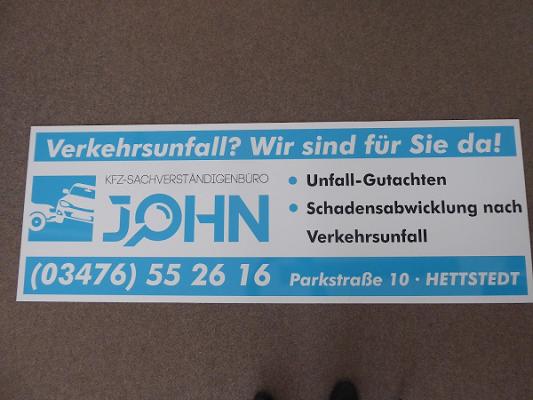 Verkehrsunfall? Wir sind für Sie da!
KFZ-SACHVERSTÄNDIGENBÜRO
JOHN
• Unfall-Gutachten
• Schadensabwicklung nach
Verkehrsunfall
(03476) 55 26 16 Parkstraße 10 · HETTSTEDT